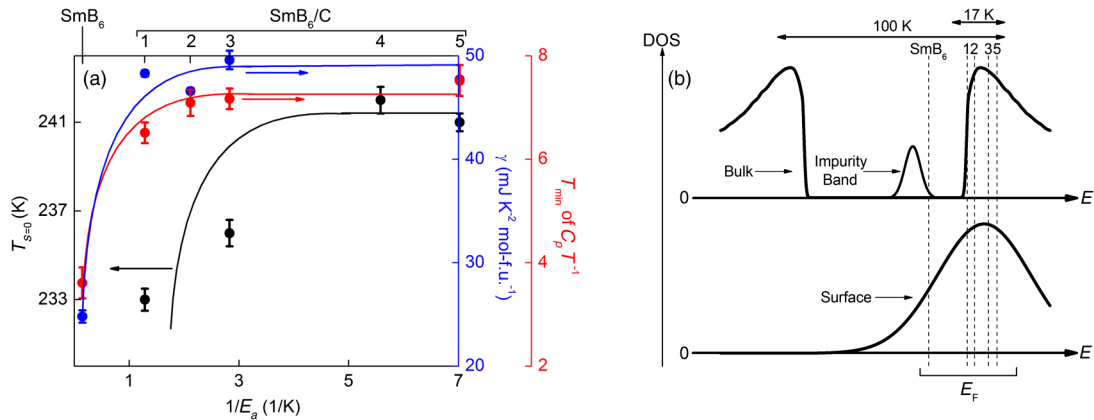 SmB6
SmB6/C
1 2 3 4 5
(a)
241
237
233
Ts=0 (K)
1 3 5 7
1/Ea (1/K)
50
40
30
20
γ (mJ K-2 mol-f.u.-1)
8
6
4
2
Tmin of Cp T-1
(b)
DOS
17 K
100 K
SmB6
12 35
Bulk
Impurity
Band
0
E
Surface
0
E
EF